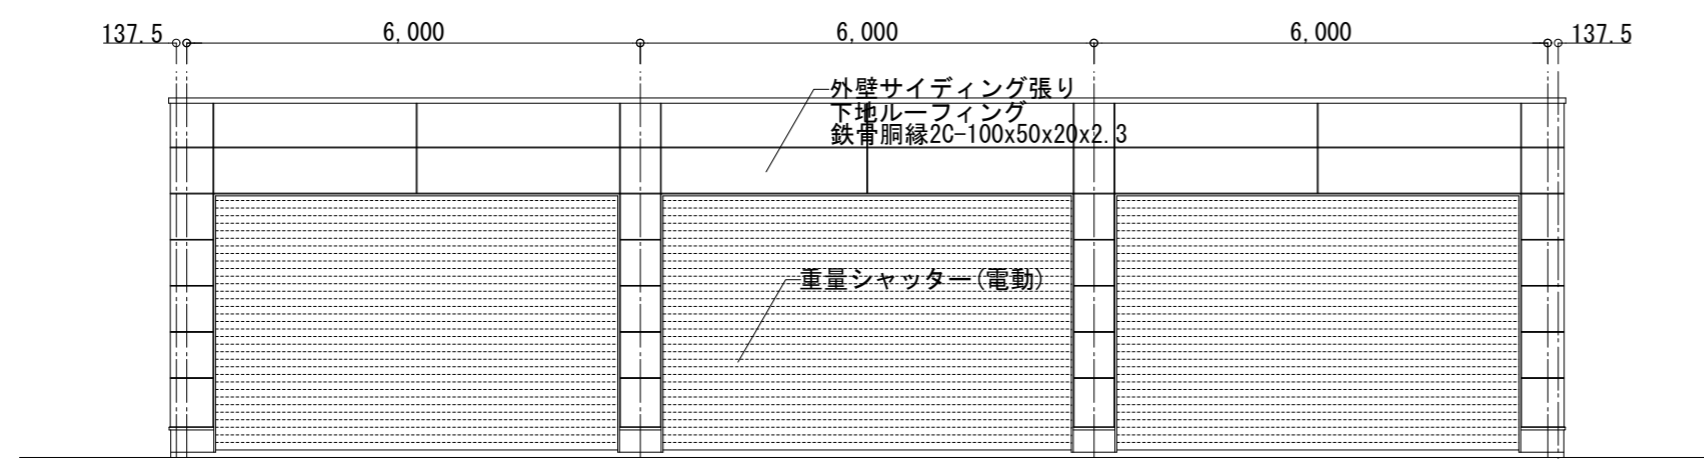 137.5 6,000 6,000 6,000 137.5
外壁サイディング張り
下地ルーフィング
鉄骨胴縁2C-100x50x20x2.3
重量シャッター(電動)